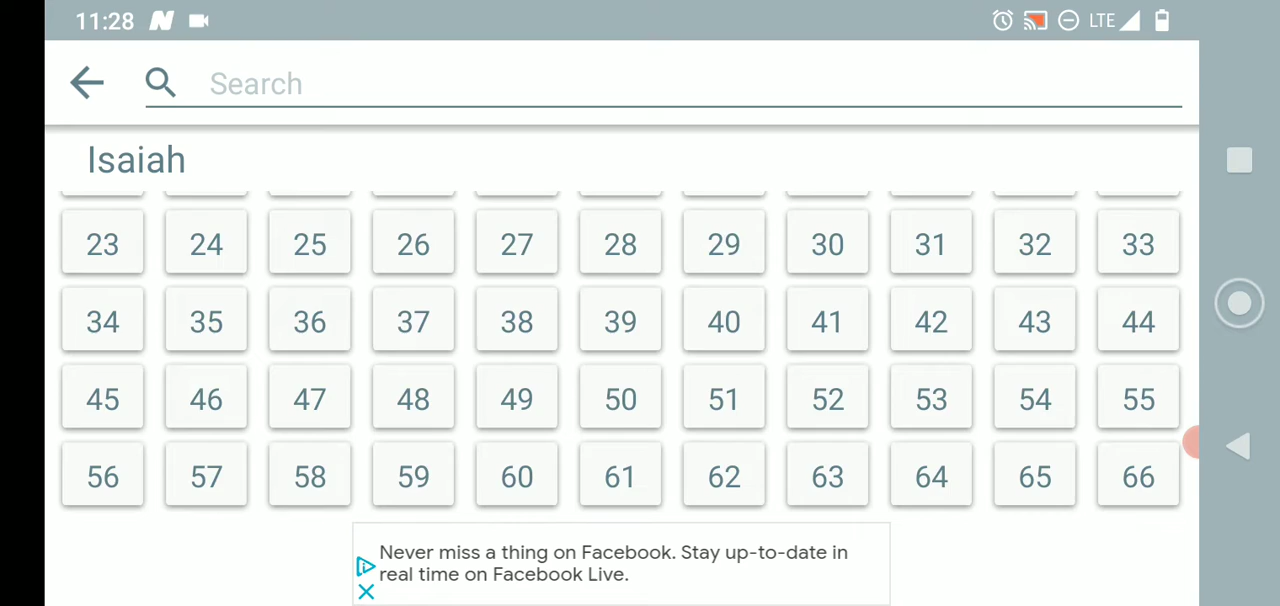 11:28 LTE
Search
Isaiah
23 24 25 26 27 28 29 30 31 32 33
34 35 36 37 38 39 40 41 42 43 44
45 46 47 48 49 50 51 52 53 54 55
56 57 58 59 60 61 62 63 64 65 66
Never miss a thing on Facebook. Stay up-to-date in
real time on Facebook Live.